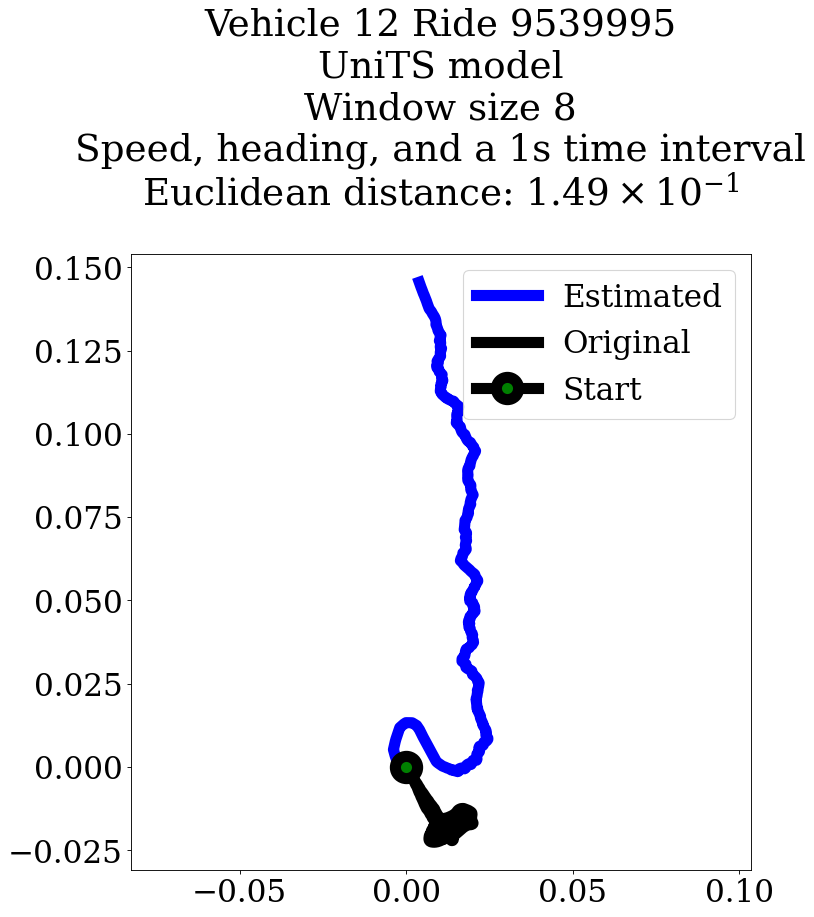 Vehicle 12 Ride 9539995
UniTS model
Window size 8
Speed, heading, and a 1s time interval
Euclidean distance: 1.49 × 10⁻¹
0.150
0.125
0.100
0.075
0.050
0.025
0.000
−0.025
−0.05 0.00 0.05 0.10
Estimated
Original
Start